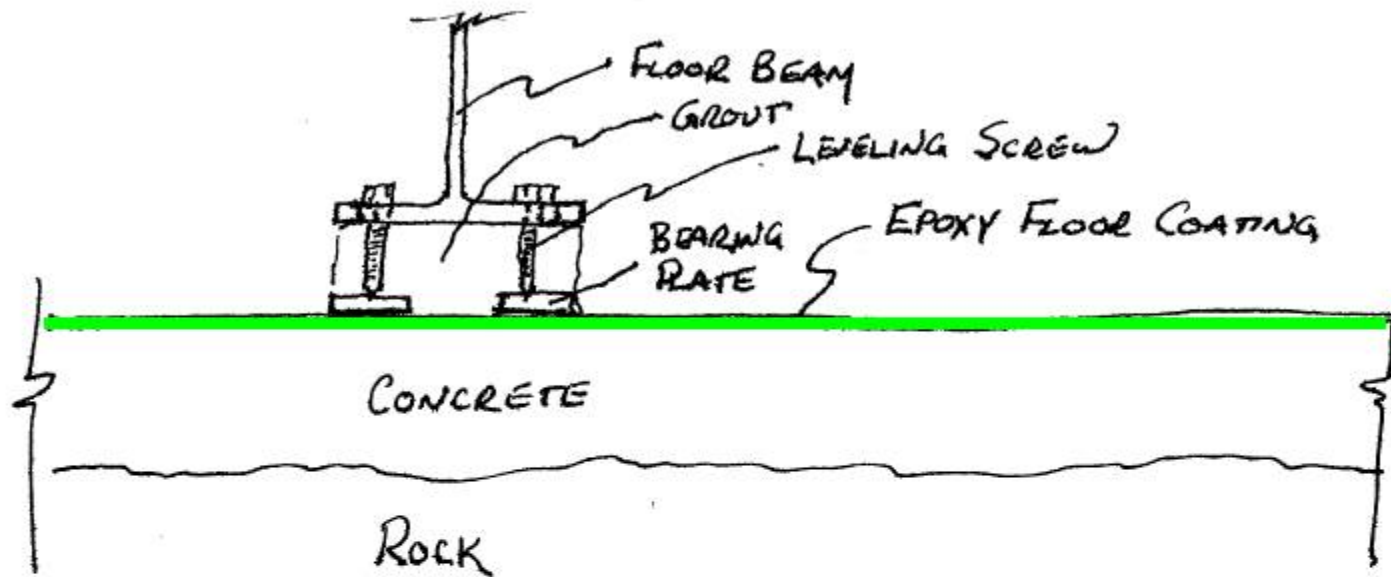 FLOOR BEAM
GROUT
LEVELING SCREW
EPOXY FLOOR COATING
BEARING
PLATE
CONCRETE
ROCK